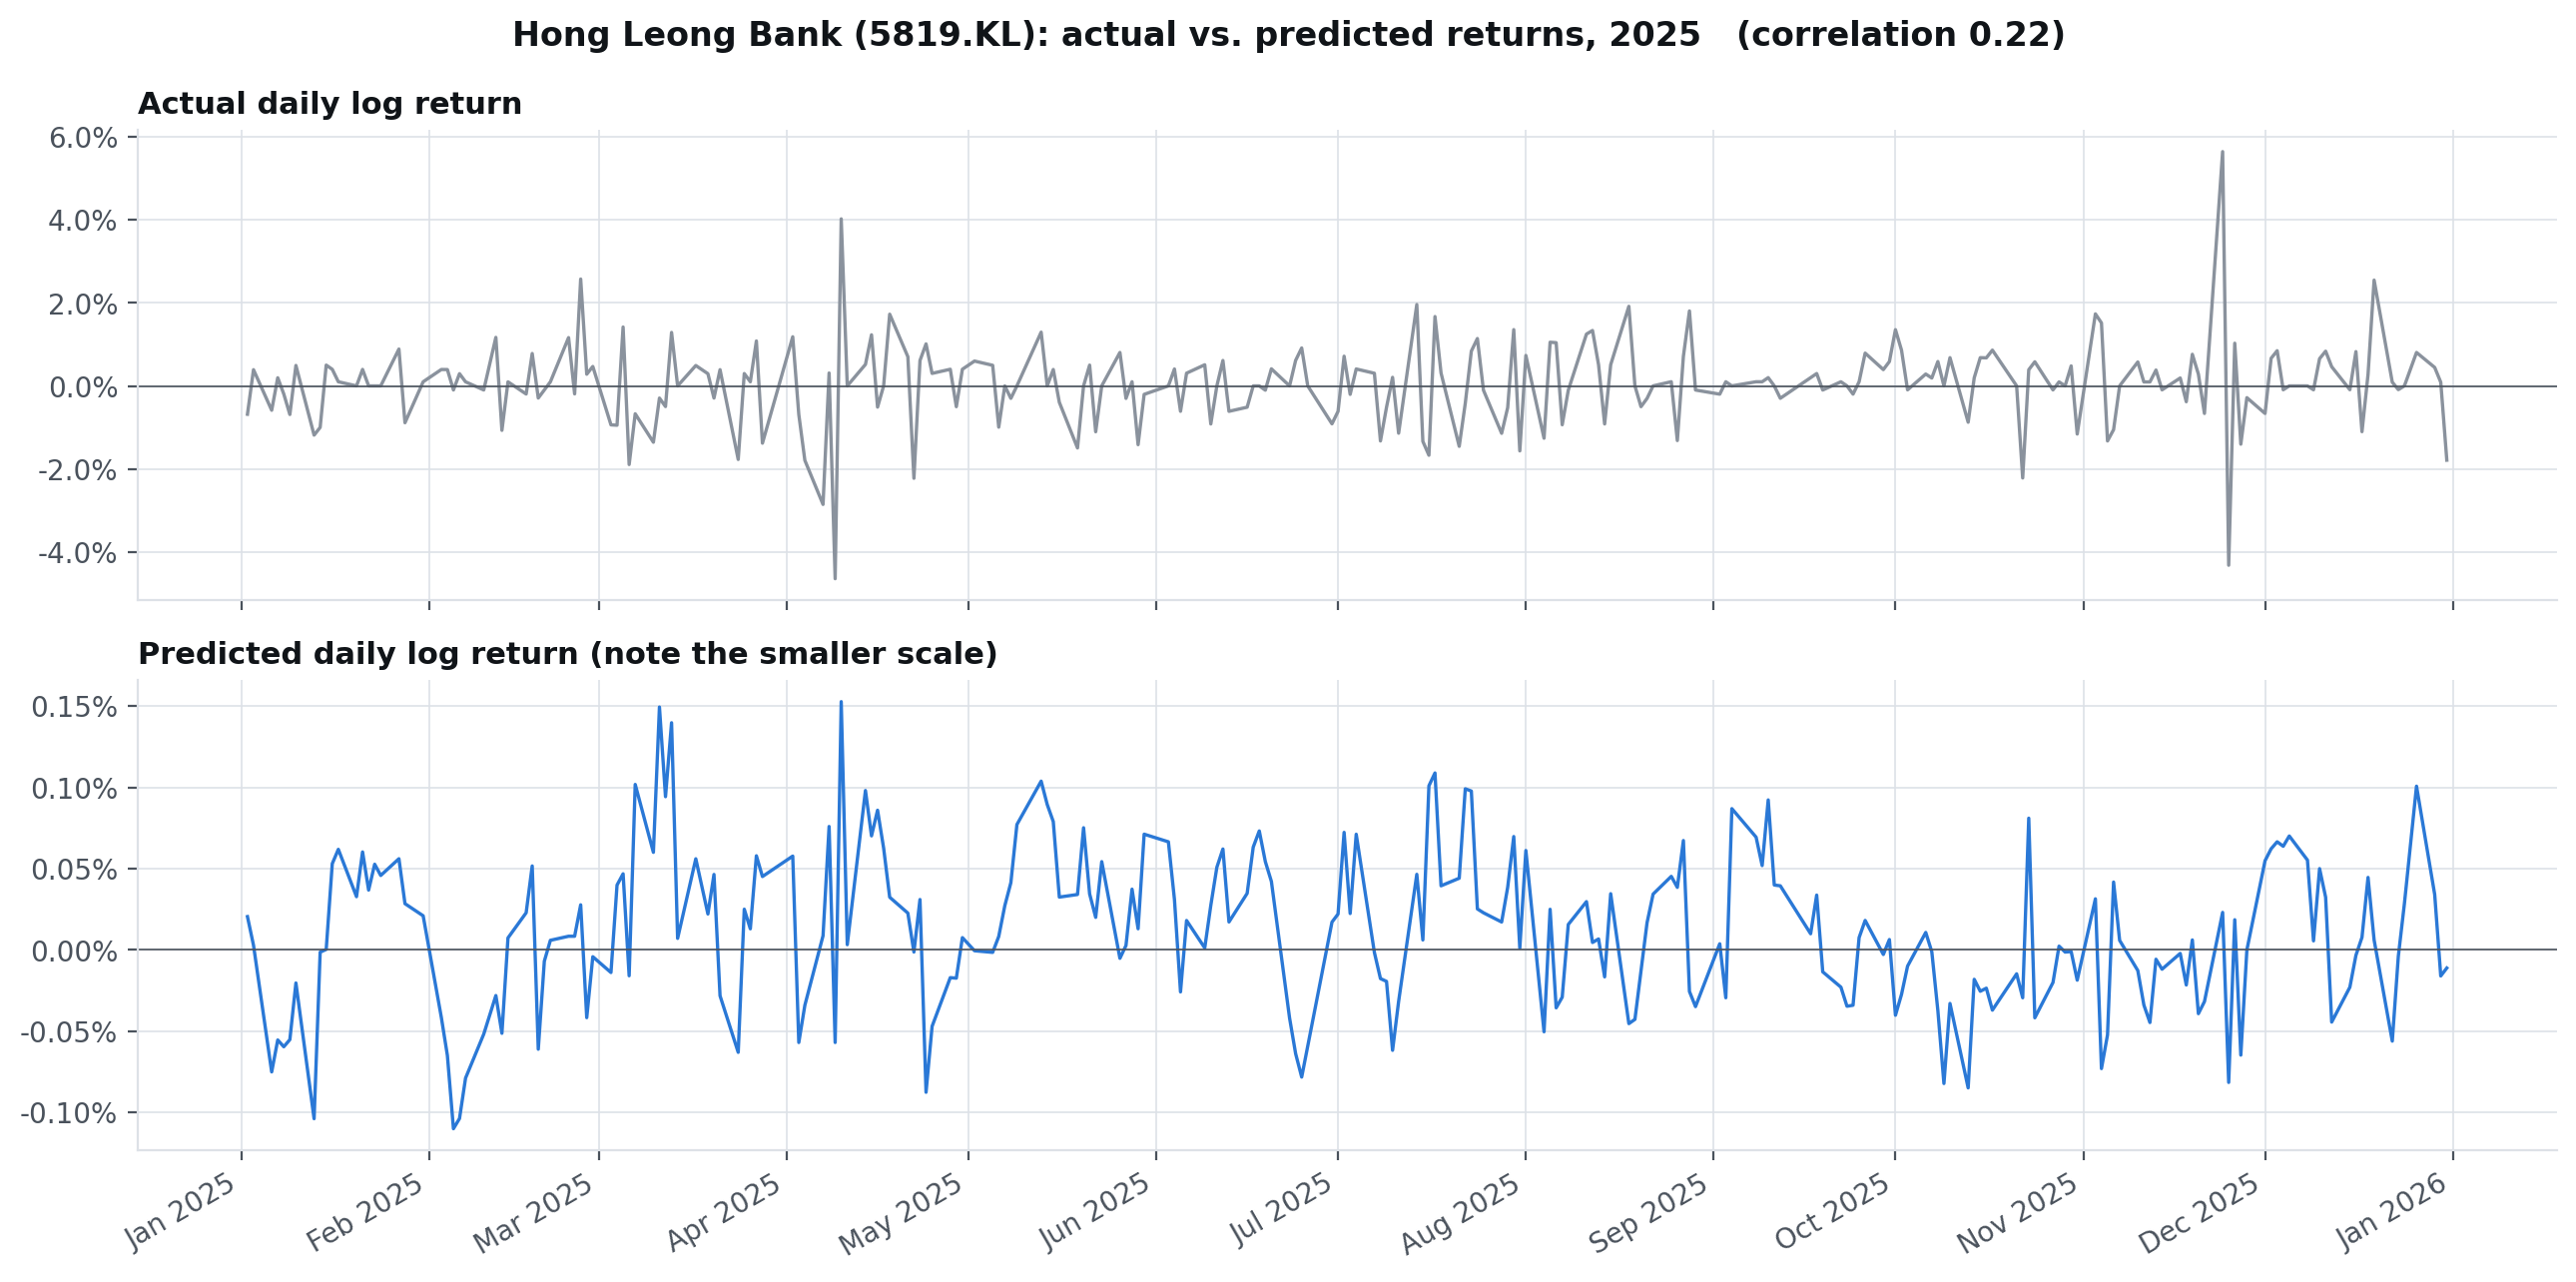 Hong Leong Bank (5819.KL): actual vs. predicted returns, 2025   (correlation 0.22)
Actual daily log return
6.0%
4.0%
2.0%
0.0%
-2.0%
-4.0%
Predicted daily log return (note the smaller scale)
0.15%
0.10%
0.05%
0.00%
-0.05%
-0.10%
Jan 2025
Feb 2025
Mar 2025
Apr 2025
May 2025
Jun 2025
Jul 2025
Aug 2025
Sep 2025
Oct 2025
Nov 2025
Dec 2025
Jan 2026